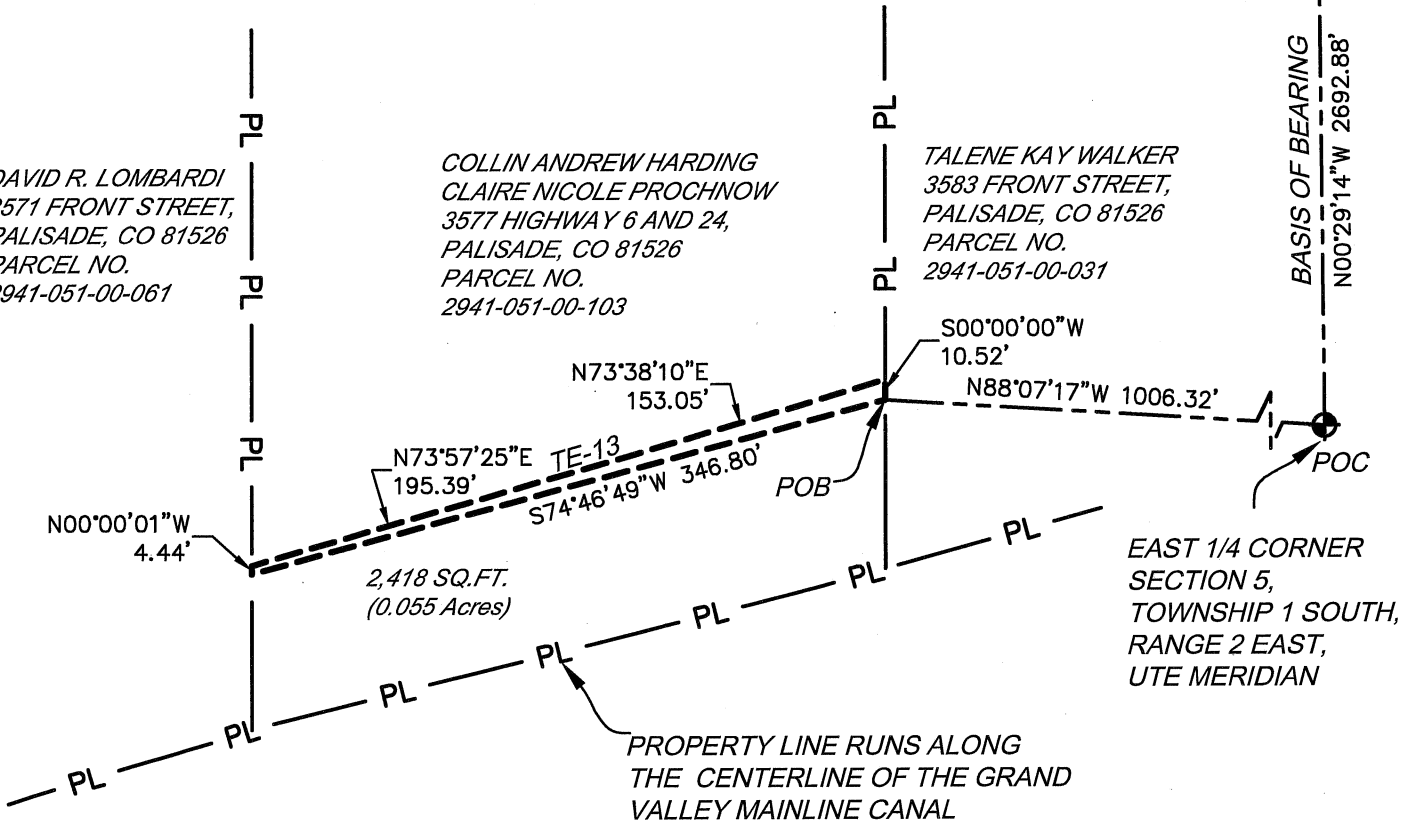 BASIS OF BEARING
N00°29'14"W 2692.88'
PL
PL
PL
PL
PL
DAVID R. LOMBARDI
3571 FRONT STREET,
PALISADE, CO 81526
PARCEL NO.
2941-051-00-061
COLLIN ANDREW HARDING
CLAIRE NICOLE PROCHNOW
3577 HIGHWAY 6 AND 24,
PALISADE, CO 81526
PARCEL NO.
2941-051-00-103
TALENE KAY WALKER
3583 FRONT STREET,
PALISADE, CO 81526
PARCEL NO.
2941-051-00-031
S00°00'00"W
10.52'
N88°07'17"W 1006.32'
N73°38'10"E
153.05'
N73°57'25"E
195.39'
TE-13
S74°46'49"W 346.80'
POB
POC
N00°00'01"W
4.44'
2,418 SQ.FT.
(0.055 Acres)
EAST 1/4 CORNER
SECTION 5,
TOWNSHIP 1 SOUTH,
RANGE 2 EAST,
UTE MERIDIAN
PL
PL
PL
PL
PL
PL
PL
PROPERTY LINE RUNS ALONG
THE CENTERLINE OF THE GRAND
VALLEY MAINLINE CANAL